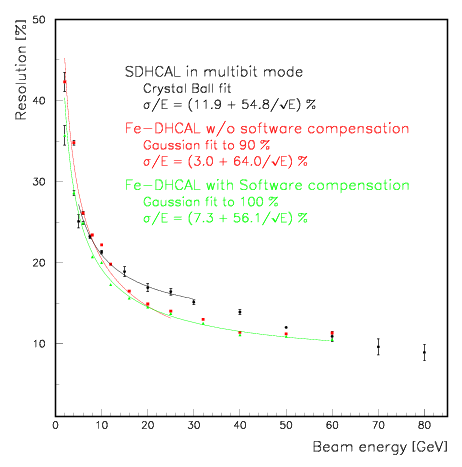 Resolution [%]
50
40
30
20
10
SDHCAL in multibit mode
Crystal Ball fit
σ/E = (11.9 + 54.8/√E) %
Fe-DHCAL w/o software compensation
Gaussian fit to 90 %
σ/E = (3.0 + 64.0/√E) %
Fe-DHCAL with Software compensation
Gaussian fit to 100 %
σ/E = (7.3 + 56.1/√E) %
0 10 20 30 40 50 60 70 80
Beam energy [GeV]